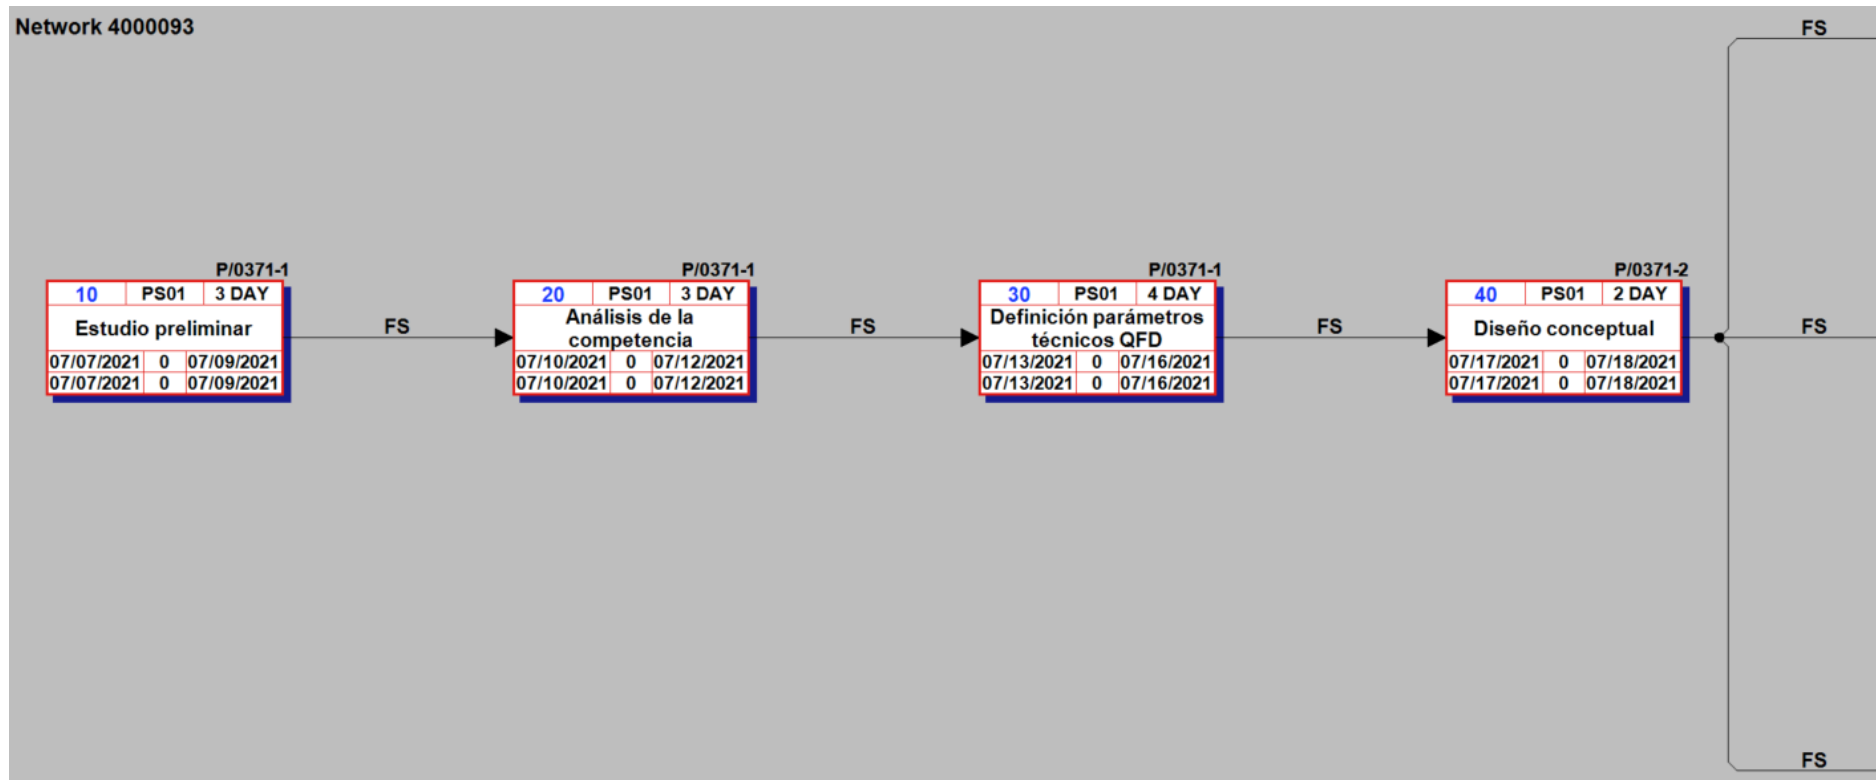 Network 4000093
FS
P/0371-1
10 PS01 3 DAY
Estudio preliminar
07/07/2021 0 07/09/2021
07/07/2021 0 07/09/2021
FS
P/0371-1
20 PS01 3 DAY
Análisis de la
competencia
07/10/2021 0 07/12/2021
07/10/2021 0 07/12/2021
FS
P/0371-1
30 PS01 4 DAY
Definición parámetros
técnicos QFD
07/13/2021 0 07/16/2021
07/13/2021 0 07/16/2021
FS
P/0371-2
40 PS01 2 DAY
Diseño conceptual
07/17/2021 0 07/18/2021
07/17/2021 0 07/18/2021
FS
FS